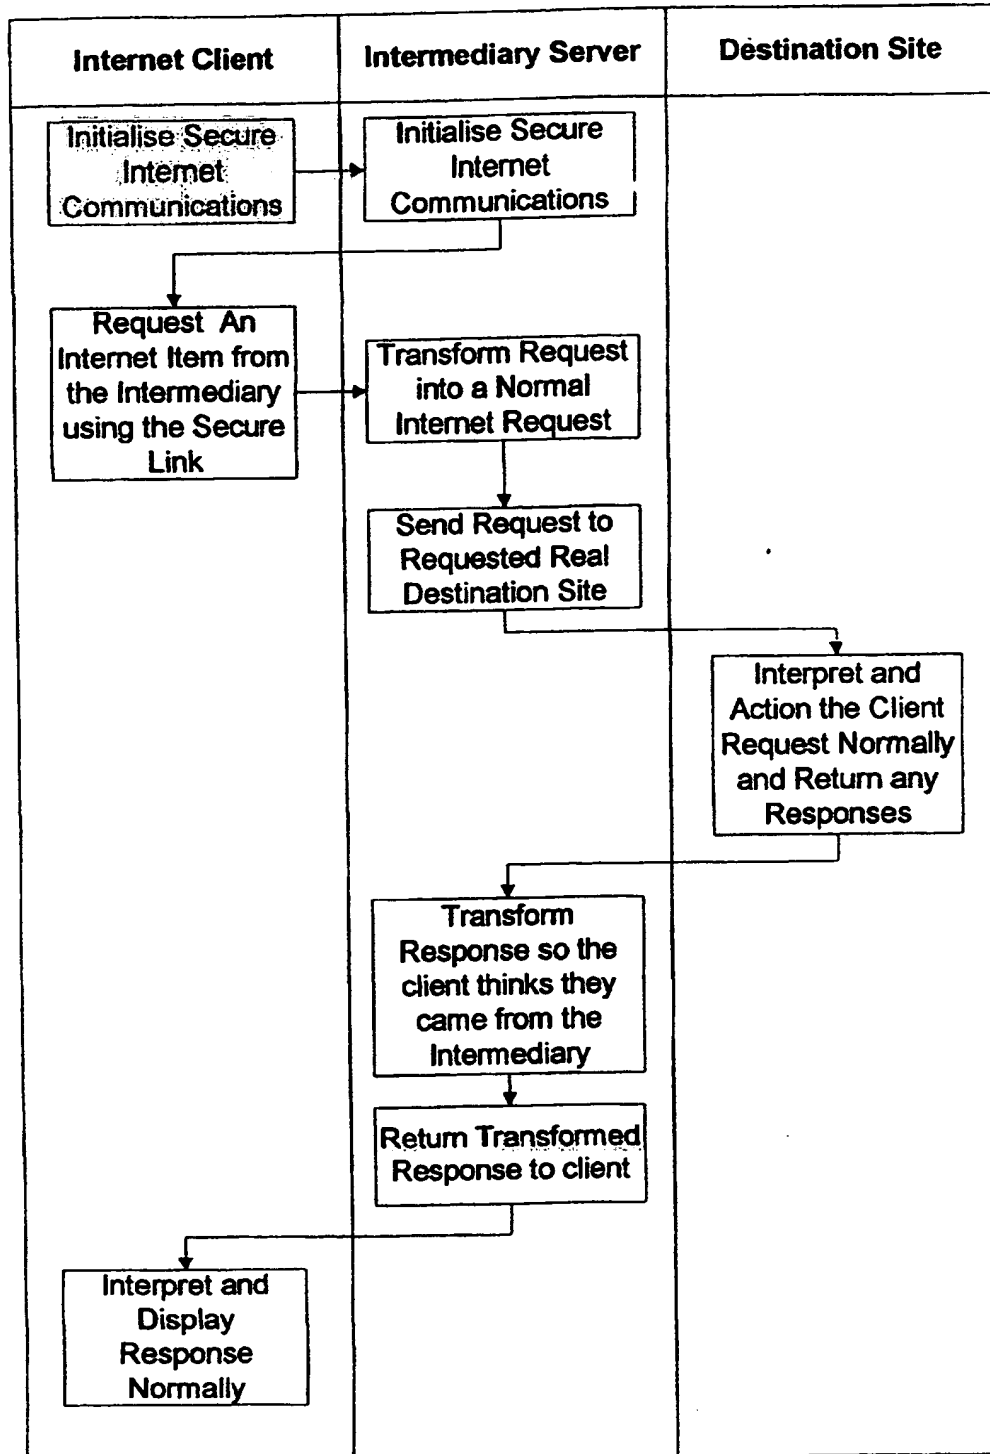 Internet Client
Intermediary Server
Destination Site
Initialise Secure
Internet
Communications
Initialise Secure
Internet
Communications
Request An
Internet Item from
the Intermediary
using the Secure
Link
Transform Request
into a Normal
Internet Request
Send Request to
Requested Real
Destination Site
Interpret and
Action the Client
Request Normally
and Return any
Responses
Transform
Response so the
client thinks they
came from the
Intermediary
Return Transformed
Response to client
Interpret and
Display
Response
Normally